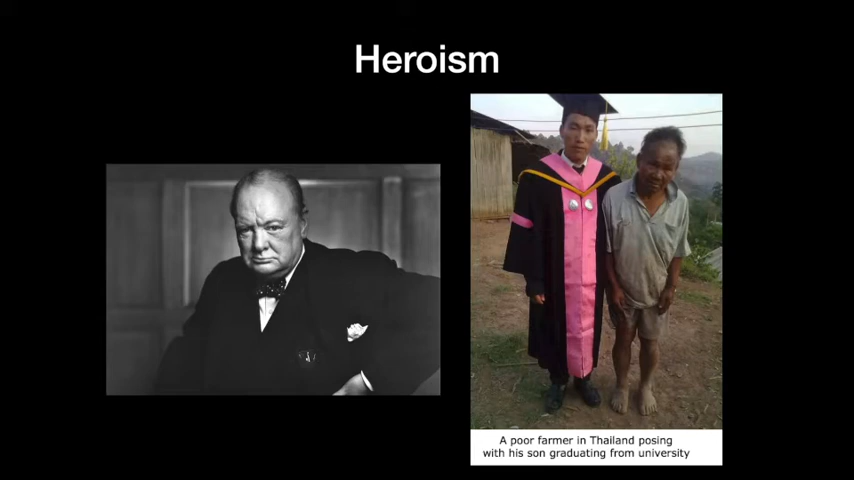 Heroism
A poor farmer in Thailand posing
with his son graduating from university